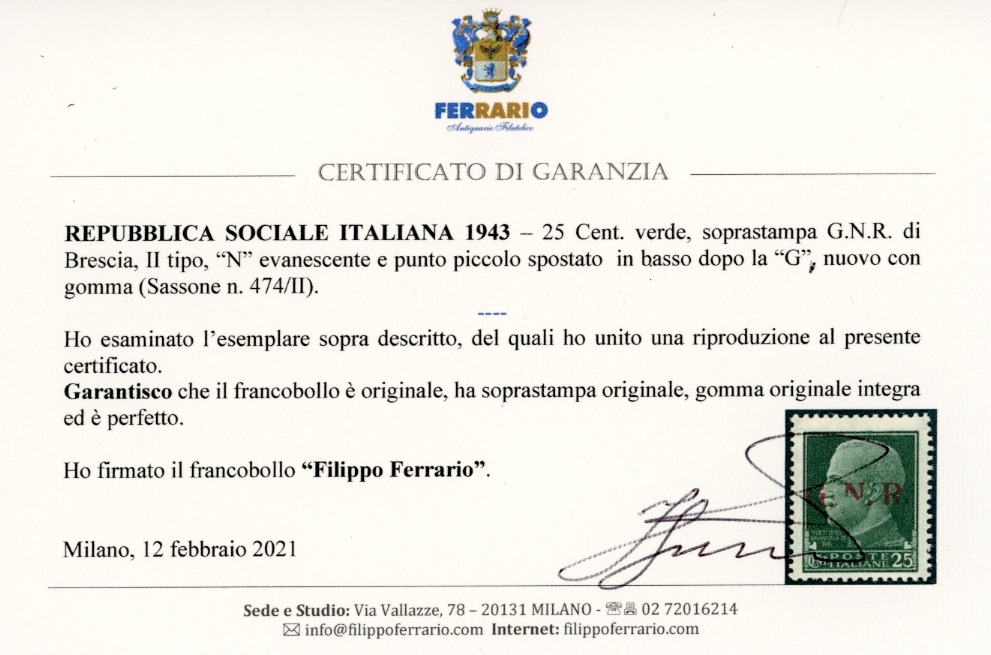 FERRARIO
Antiquario Filatelico
CERTIFICATO DI GARANZIA
REPUBBLICA SOCIALE ITALIANA 1943 – 25 Cent. verde, soprastampa G.N.R. di
Brescia, II tipo, “N” evanescente e punto piccolo spostato in basso dopo la “G”, nuovo con
gomma (Sassone n. 474/II).
----
Ho esaminato l’esemplare sopra descritto, del quali ho unito una riproduzione al presente
certificato.
Garantisco che il francobollo è originale, ha soprastampa originale, gomma originale integra
ed è perfetto.
Ho firmato il francobollo “Filippo Ferrario”.
G.N.R
POSTE
ITALIANE 25
Milano, 12 febbraio 2021
Sede e Studio: Via Vallazze, 78 – 20131 MILANO - 02 72016214
info@filippoferrario.com Internet: filippoferrario.com